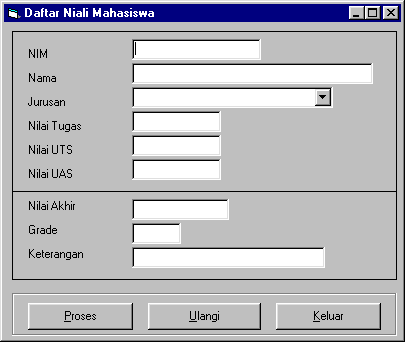 Daftar Niali Mahasiswa
NIM
Nama
Jurusan
Nilai Tugas
Nilai UTS
Nilai UAS
Nilai Akhir
Grade
Keterangan
Proses Ulangi Keluar